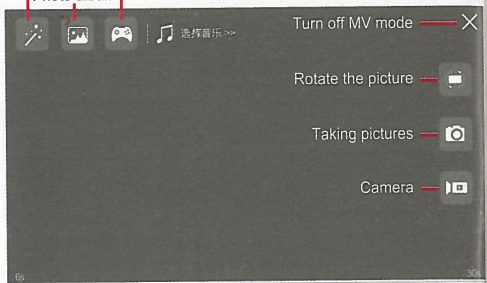 Turn off MV mode
选择音乐 >>
Rotate the picture
Taking pictures
Camera
6s
30s